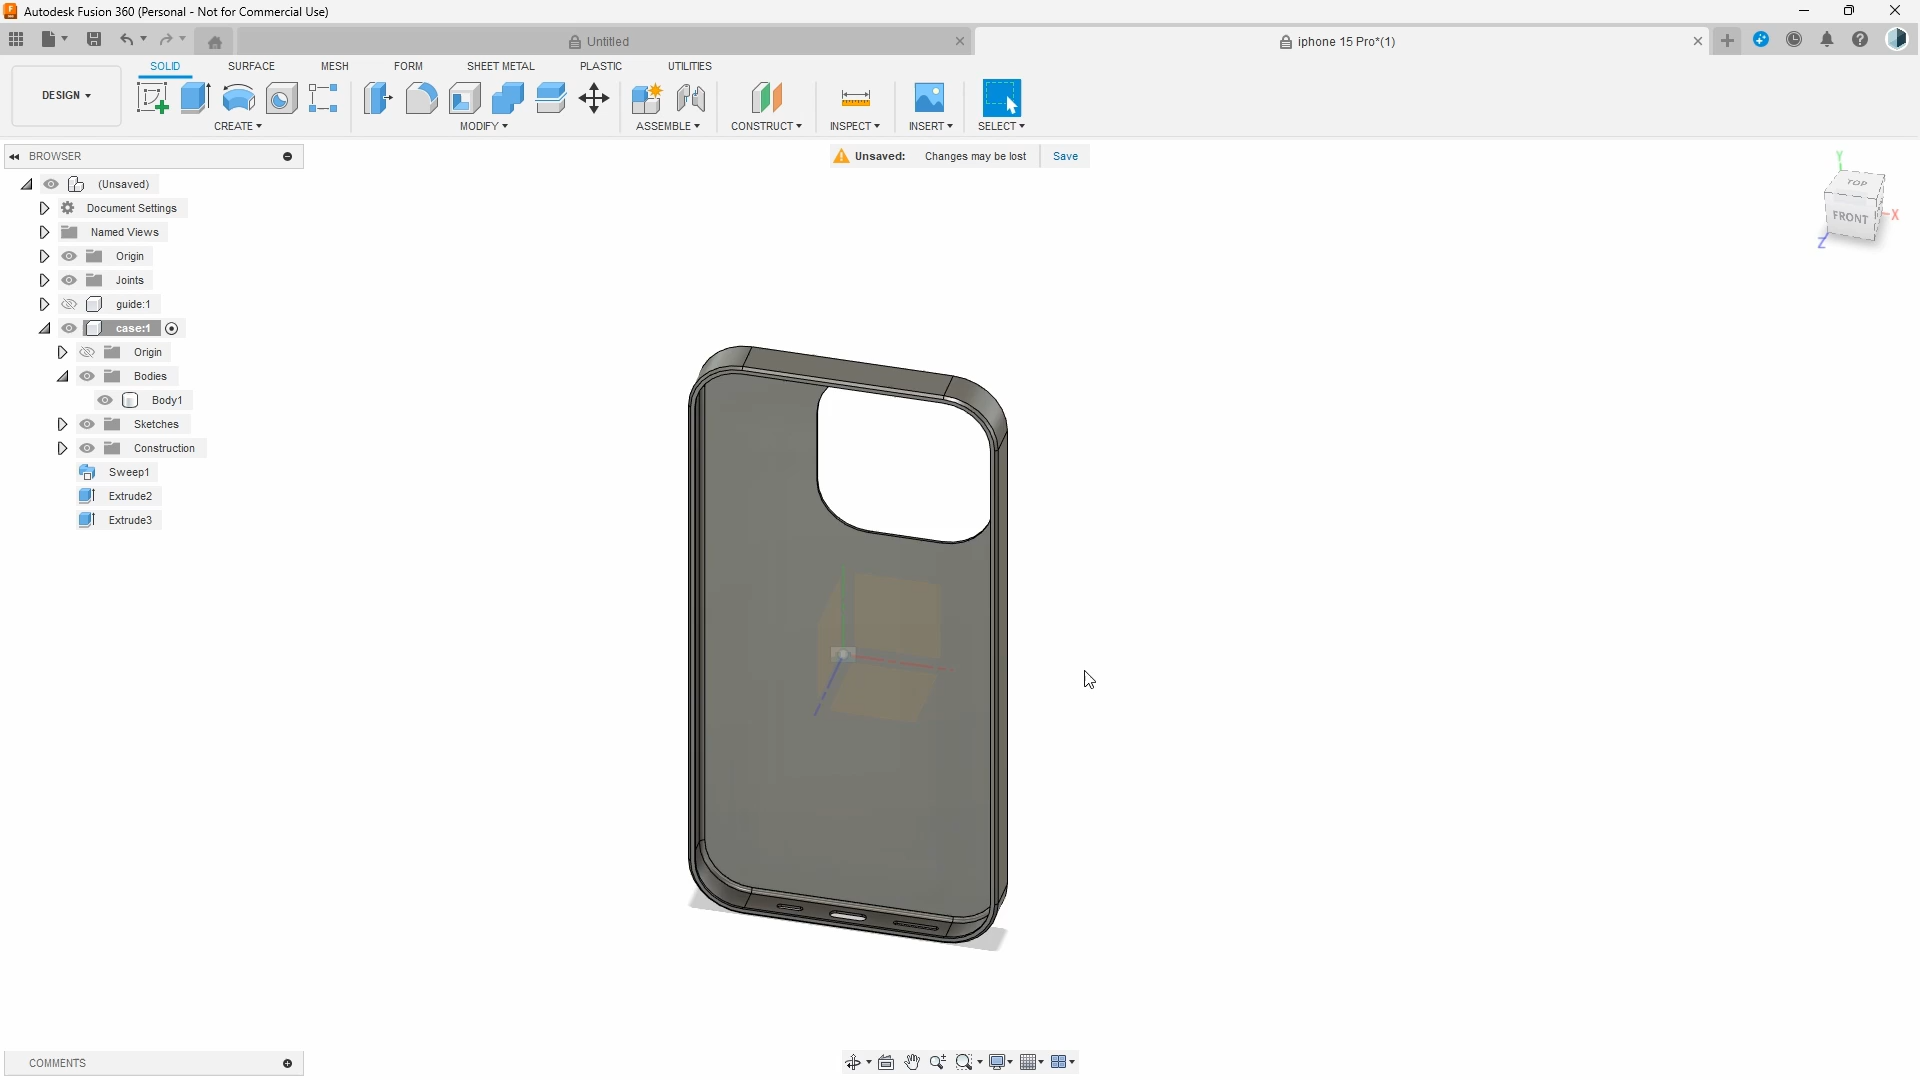 Autodesk Fusion 360 (Personal - Not for Commercial Use)
Untitled
iphone 15 Pro*(1)
SOLID
SURFACE
MESH
FORM
SHEET METAL
PLASTIC
UTILITIES
DESIGN
CREATE
MODIFY
ASSEMBLE
CONSTRUCT
INSPECT
INSERT
SELECT
BROWSER
Unsaved: Changes may be lost Save
(Unsaved)
Document Settings
Named Views
Origin
Joints
guide:1
case:1
Origin
Bodies
Body1
Sketches
Construction
Sweep1
Extrude2
Extrude3
Y
TOP
FRONT
X
Z
COMMENTS